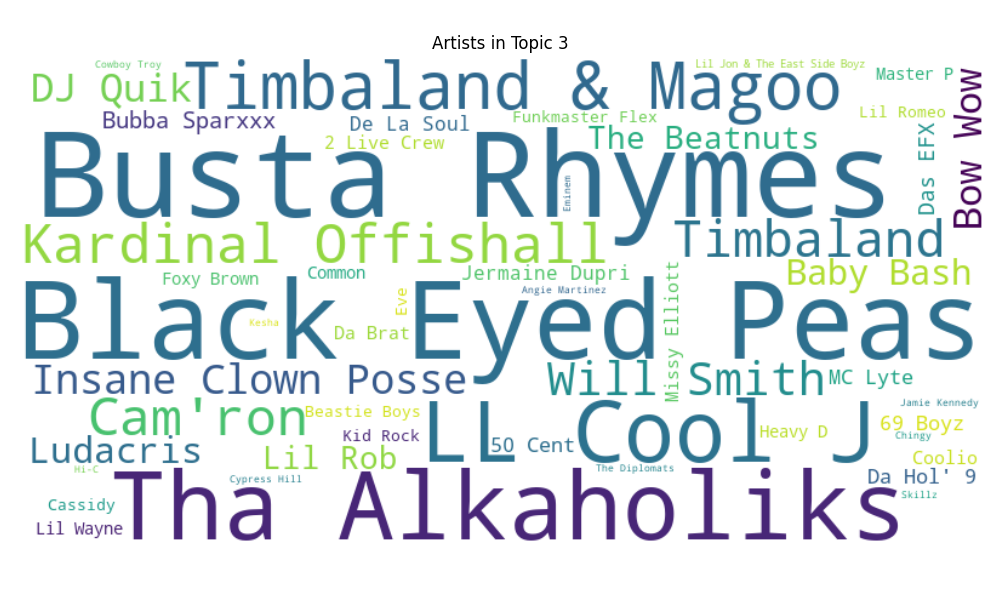 Artists in Topic 3
Cowboy Troy
Lil Jon & The East Side Boyz
DJ Quik
Timbaland & Magoo
Master P
Bow Wow
Bubba Sparxxx
De La Soul
Funkmaster Flex
Lil Romeo
2 Live Crew
The Beatnuts
Das EFX
Busta Rhymes
Eminem
Kardinal Offishall
Timbaland
Foxy Brown
Common
Jermaine Dupri
Baby Bash
Missy Elliott
Eve
Angie Martinez
Black Eyed Peas
Kesha
Da Brat
Insane Clown Posse
Will Smith
MC Lyte
Cam'ron
Beastie Boys
LL Cool J
Jamie Kennedy
69 Boyz
Heavy D
Chingy
Kid Rock
50 Cent
Ludacris
Lil Rob
Coolio
Hi-C
Cypress Hill
The Diplomats
Da Hol' 9
Tha Alkaholiks
Skillz
Cassidy
Lil Wayne